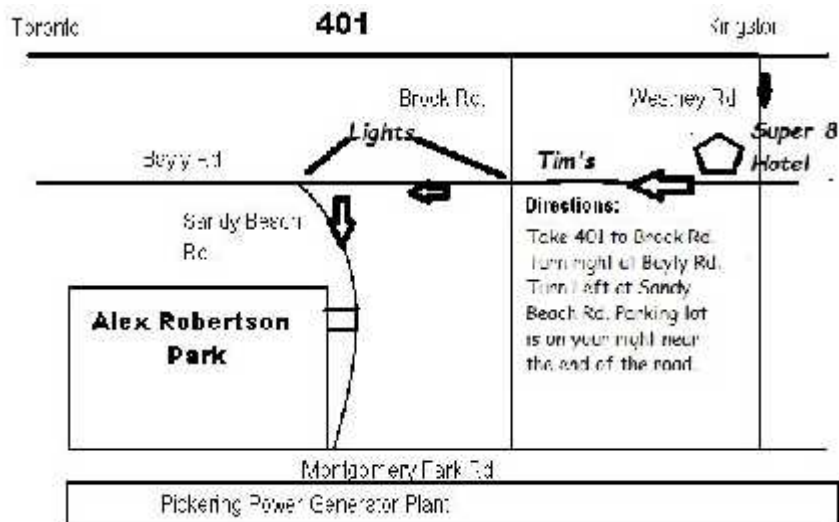 Toronto 401 Kingston
Brock Rd.
Westney Rd
Lights
Super 8
Hotel
Bayly Rd
Tim's
Sandy Beach
Rd
Directions:
Take 401 to Brock Rd.
Turn right at Bayly Rd.
Turn Left at Sandy
Beach Rd. Parking lot
is on your right near
the end of the road.
Alex Robertson
Park
Montgomery Park Rd
Pickering Power Generator Plant